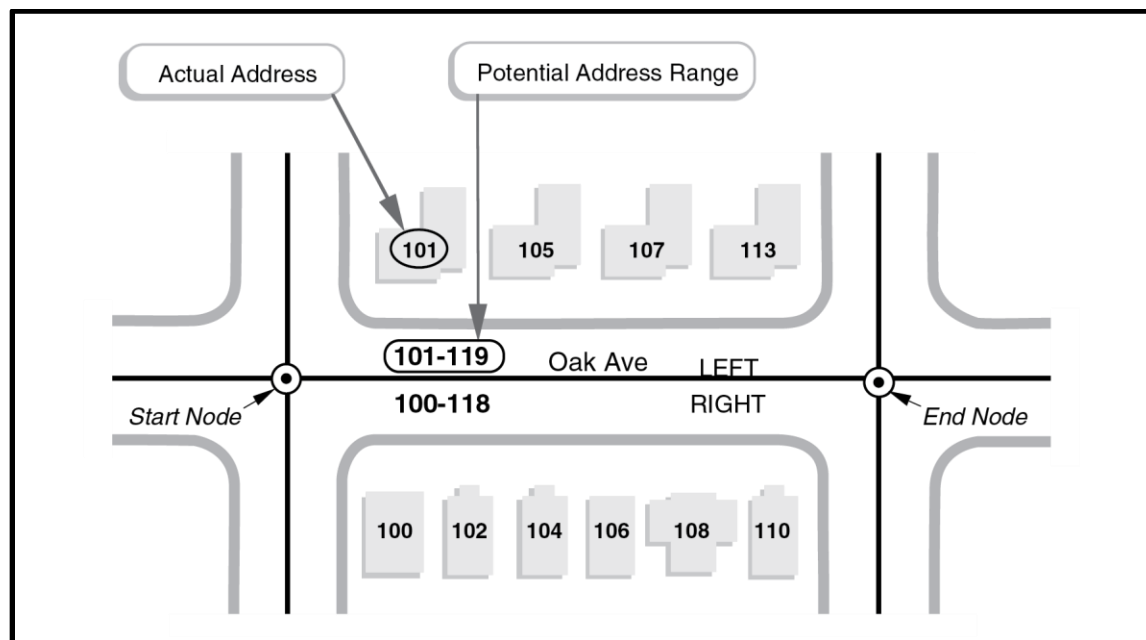 Actual Address
Potential Address Range
101 105 107 113
101-119 Oak Ave LEFT
Start Node 100-118 RIGHT End Node
100 102 104 106 108 110